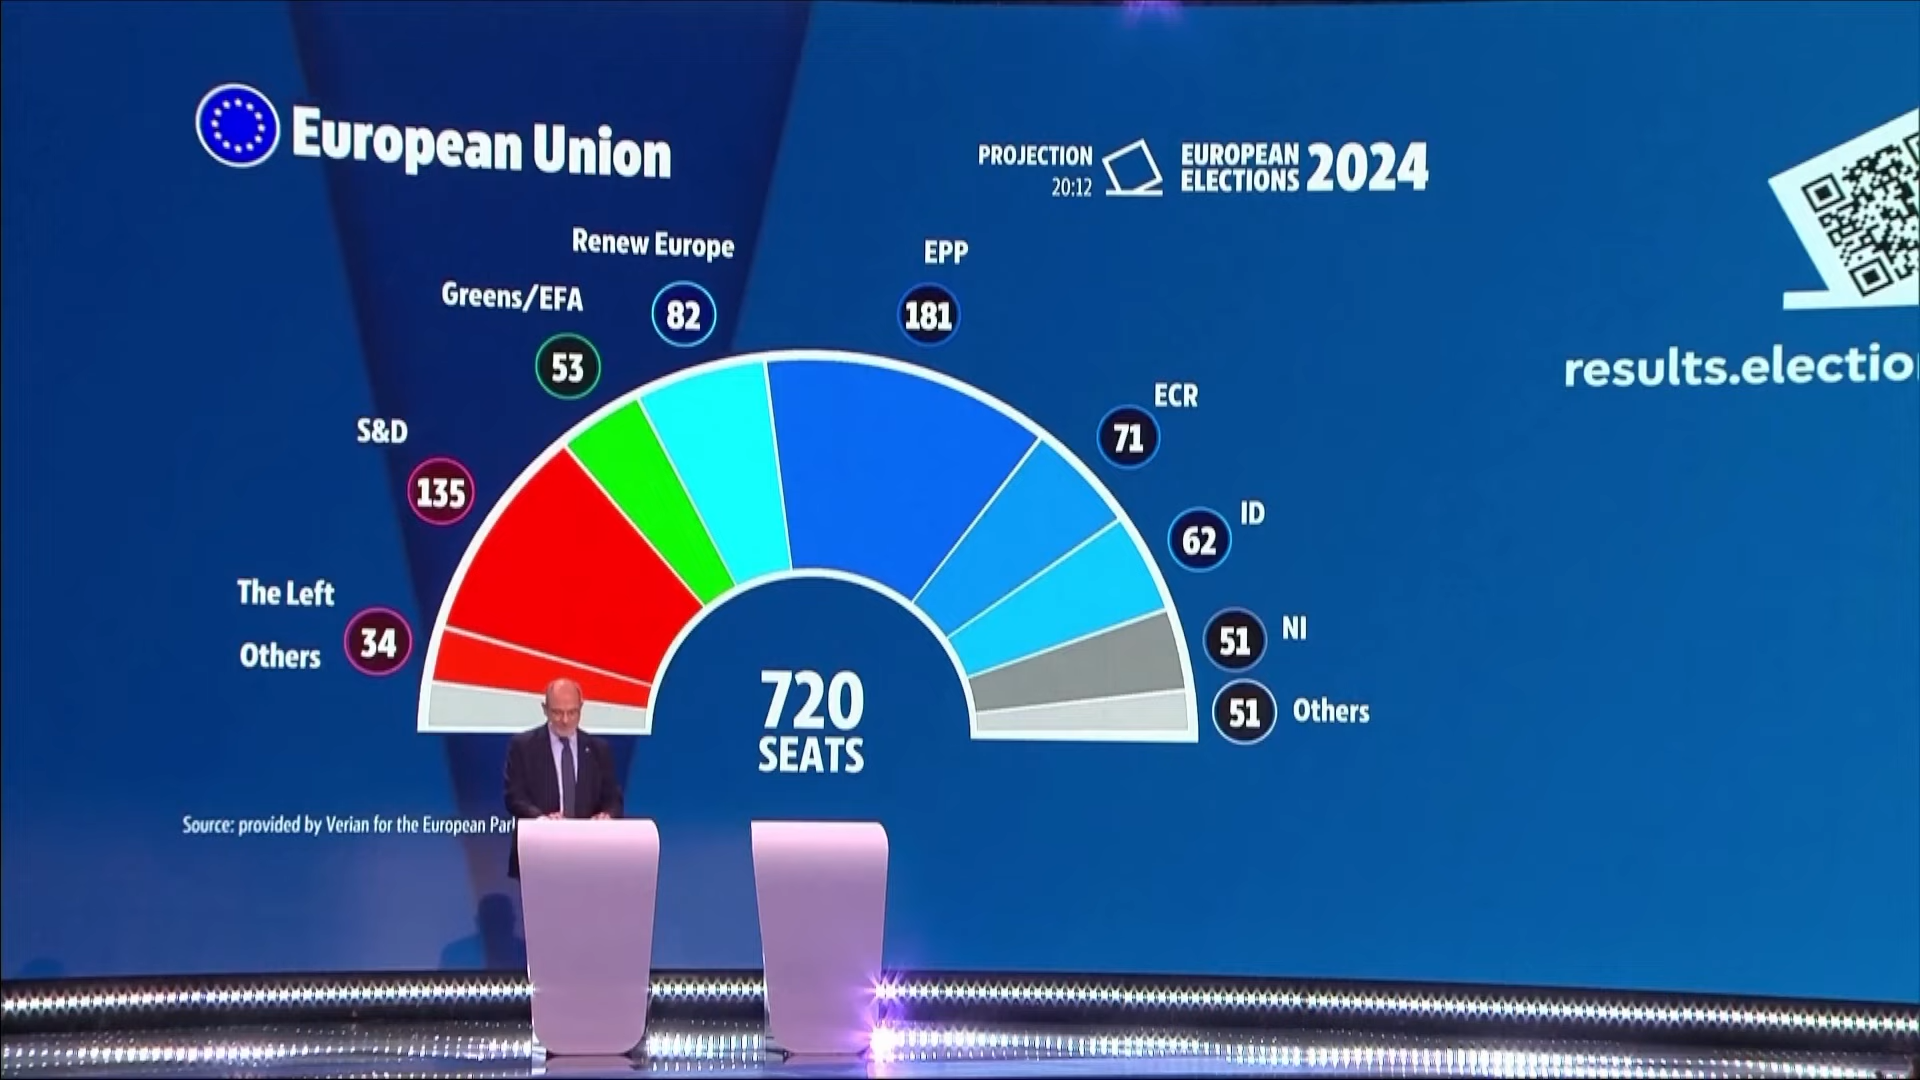 European Union
PROJECTION
20:12
EUROPEAN
ELECTIONS
2024
Renew Europe
82
EPP
181
Greens/EFA
53
results.electio
ECR
71
S&D
135
ID
62
The Left
34
Others
NI
51
Others
51
720
SEATS
Source: provided by Verian for the European Parl